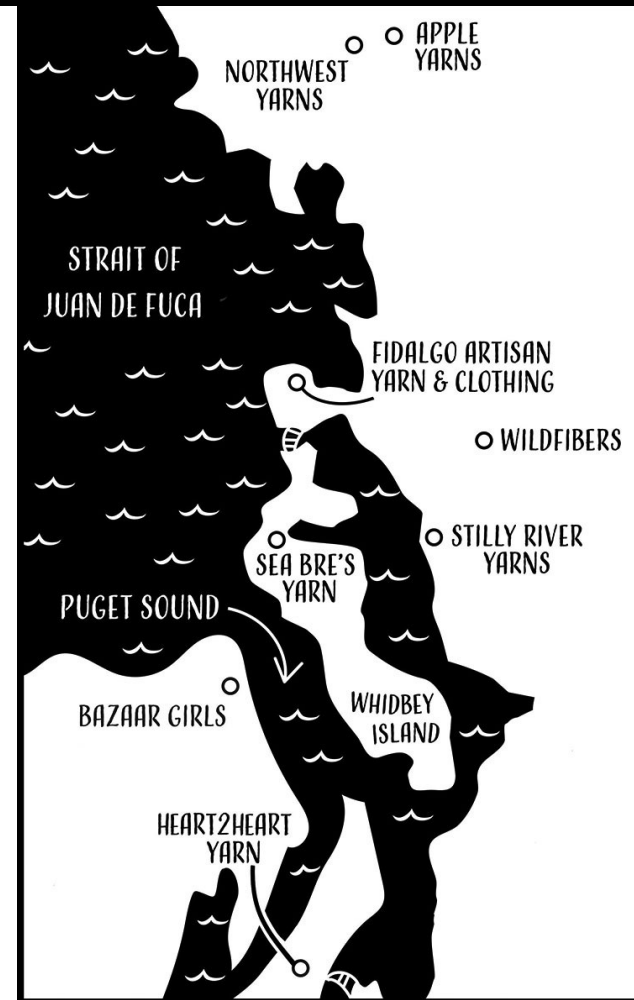 APPLE
YARNS
NORTHWEST
YARNS
STRAIT OF
JUAN DE FUCA
FIDALGO ARTISAN
YARN & CLOTHING
WILDFIBERS
STILLY RIVER
YARNS
SEA BRE'S
YARN
PUGET SOUND
WHIDBEY
ISLAND
BAZAAR GIRLS
HEART2HEART
YARN